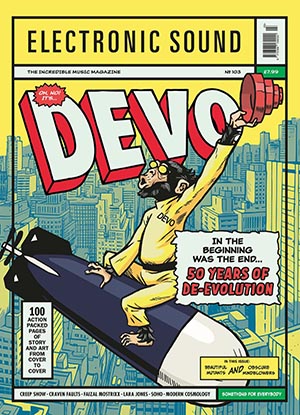 ELECTRONIC SOUND
THE INCREDIBLE MUSIC MAGAZINE
No 103
£7.99
OH, NO!
IT'S...
DEVO
DEVO
IN THE
BEGINNING
WAS THE END...
50 YEARS OF
DE-EVOLUTION
100
ACTION
PACKED
PAGES OF
STORY
AND ART
FROM
COVER
TO
COVER
IN THIS ISSUE:
BEAUTIFUL MUTANTS AND OBSCURE MINDBLOWERS
CREEP SHOW • CRAVEN FAULTS • FAIZAL MOSTRIXX • LARA JONES • SOHO • MODERN COSMOLOGY
SOMETHING FOR EVERYBODY